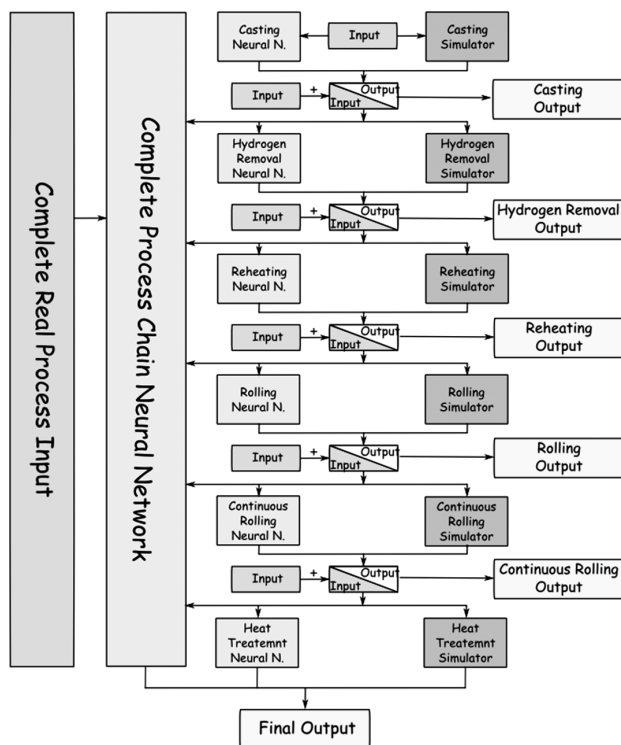 Complete Real Process Input
Complete Process Chain Neural Network
Casting
Neural N.
Input
Casting
Simulator
Input
+
Output
Input
Casting
Output
Hydrogen
Removal
Neural N.
Hydrogen
Removal
Simulator
Input
+
Output
Input
Hydrogen Removal
Output
Reheating
Neural N.
Reheating
Simulator
Input
+
Output
Input
Reheating
Output
Rolling
Neural N.
Rolling
Simulator
Input
+
Output
Input
Rolling
Output
Continuous
Rolling
Neural N.
Continuous
Rolling
Simulator
Input
+
Output
Input
Continuous Rolling
Output
Heat
Treatemnt
Neural N.
Heat
Treatemnt
Simulator
Final Output